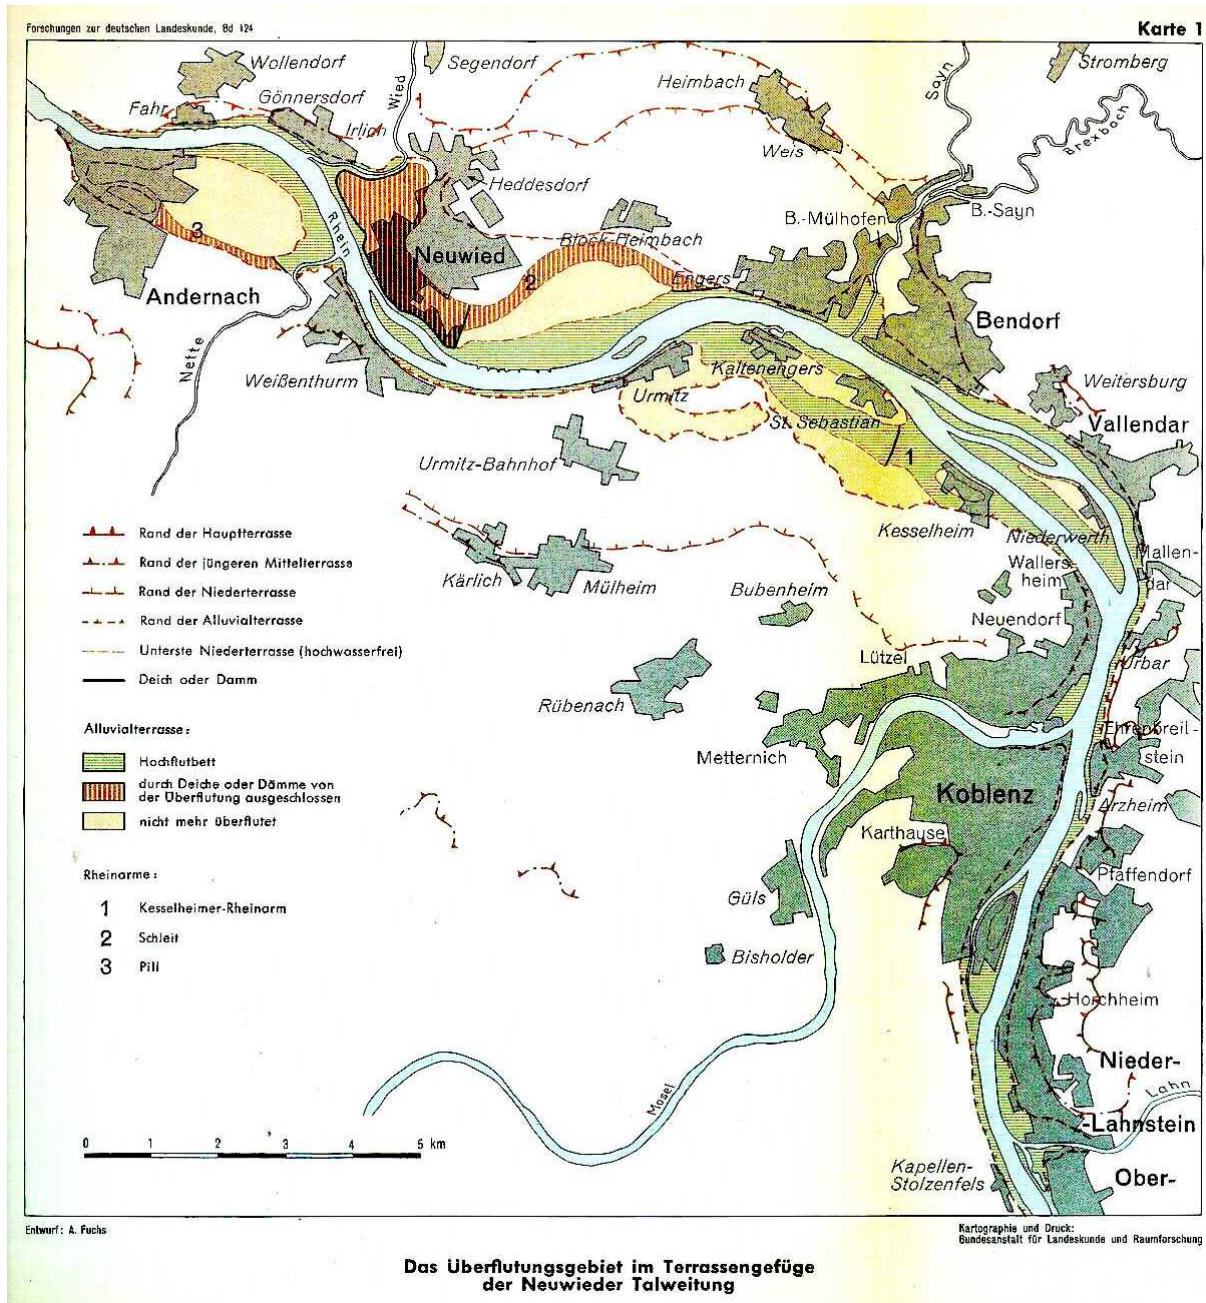 Forschungen zur deutschen Landeskunde, Bd 124
Karte 1
Wollendorf
Segendorf
Stromberg
Heimbach
Sayn
Fahr
Gönnersdorf
Wied
Irlich
Brexbach
Weis
Heddesdorf
B.-Mülhofen
B.-Sayn
3
Rhein
Neuwied
Block-Heimbach
2
Engers
Andernach
Bendorf
Nette
Weißenthurm
Kaltenengers
Weitersburg
Urmitz
St. Sebastian
Vallendar
Urmitz-Bahnhof
1
Kesselheim
Niederwerth
Kärlich
Mülheim
Bubenheim
Wallers-
heim
Mallen-
dar
Neuendorf
Lützel
Urbar
Rübenach
Metternich
Ehrenbreit-
stein
Koblenz
Arzheim
Karthause
Pfaffendorf
Güls
Bisholder
Horchheim
Nieder-
Lahn
-Lahnstein
Mosel
Kapellen-
Stolzenfels
Ober-
Rand der Hauptterrasse
Rand der jüngeren Mittelterrasse
Rand der Niederterrasse
Rand der Alluvialterrasse
Unterste Niederterrasse (hochwasserfrei)
Deich oder Damm
Alluvialterrasse:
Hochflutbett
durch Deiche oder Dämme von
der Überflutung ausgeschlossen
nicht mehr überflutet
Rheinarme:
1 Kesselheimer-Rheinarm
2 Schleit
3 Pill
0 1 2 3 4 5 km
Entwurf: A. Fuchs
Kartographie und Druck:
Bundesanstalt für Landeskunde und Raumforschung
Das Überflutungsgebiet im Terrassengefüge
der Neuwieder Talweitung